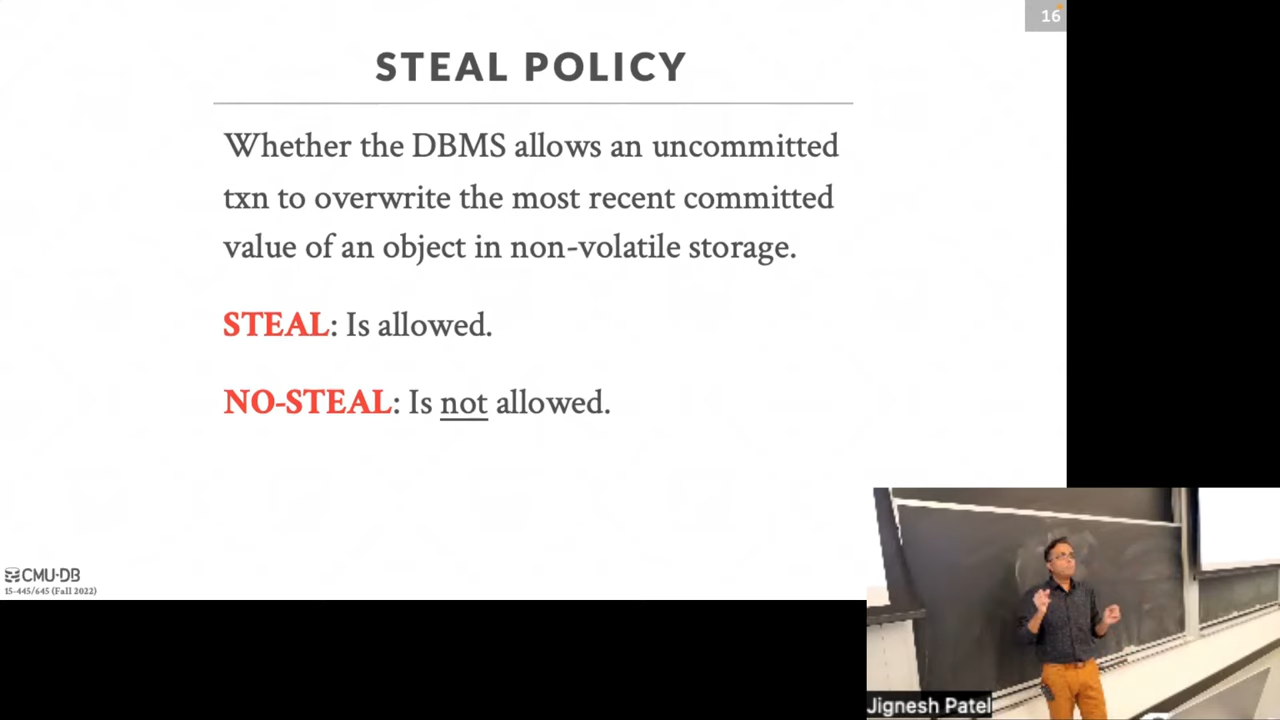 16
STEAL POLICY
Whether the DBMS allows an uncommitted
txn to overwrite the most recent committed
value of an object in non-volatile storage.
STEAL: Is allowed.
NO-STEAL: Is not allowed.
CMU·DB
15-445/645 (Fall 2022)
Jignesh Patel